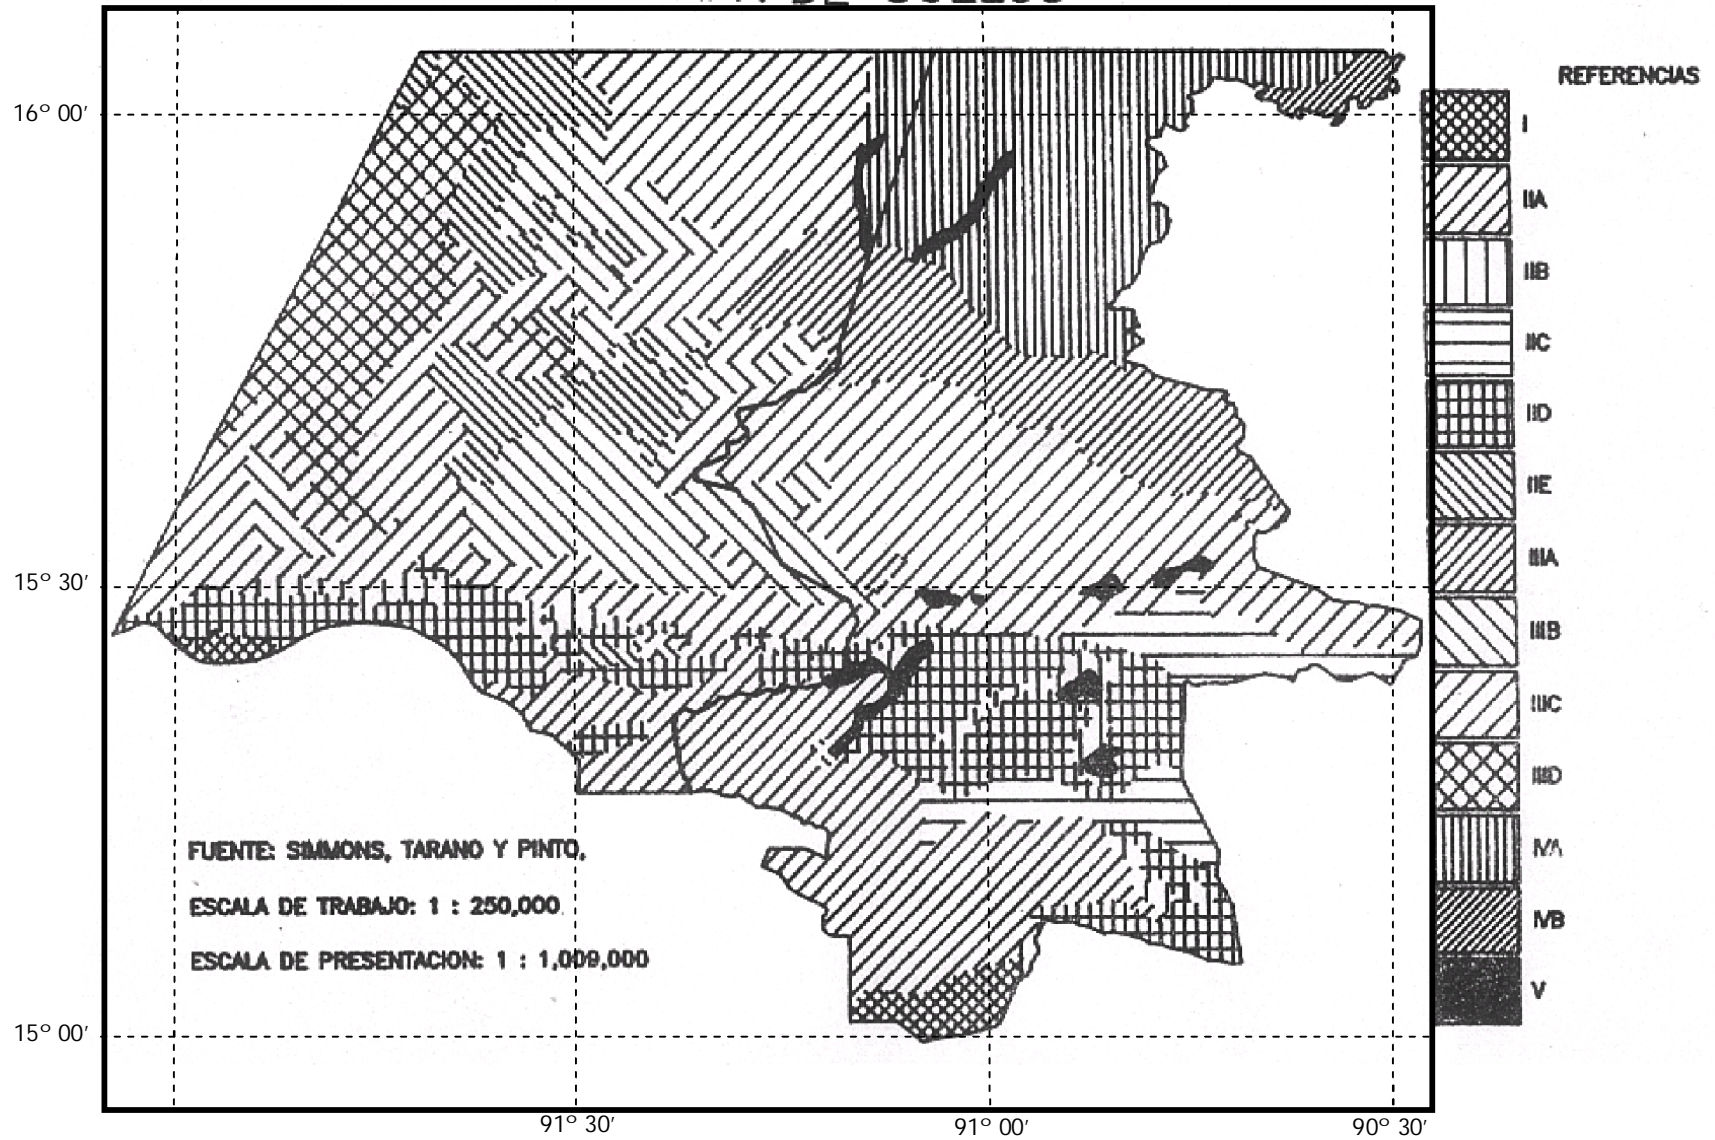 REFERENCIAS
16° 00'
I
IIA
IIB
IIC
IID
IIE
IIIA
15° 30'
IIIB
IIIC
IIID
IVA
IVB
V
FUENTE: SIMMONS, TARANO Y PINTO.
ESCALA DE TRABAJO: 1 : 250,000
ESCALA DE PRESENTACION: 1 : 1,009,000
15° 00'
91° 30'
91° 00'
90° 30'